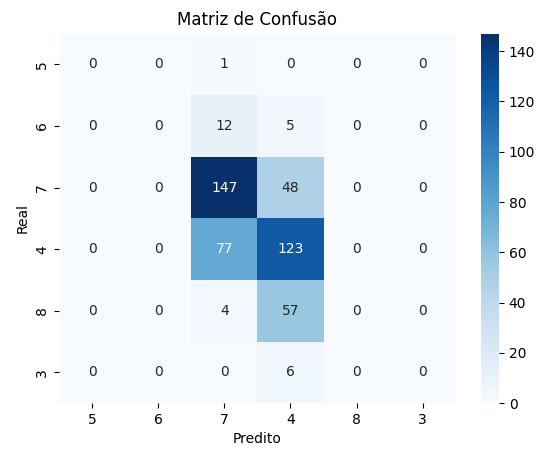 Matriz de Confusão
5 0 0 1 0 0 0
6 0 0 12 5 0 0
7 0 0 147 48 0 0
4 0 0 77 123 0 0
8 0 0 4 57 0 0
3 0 0 0 6 0 0
Real
5 6 7 4 8 3
Predito
140
120
100
80
60
40
20
0